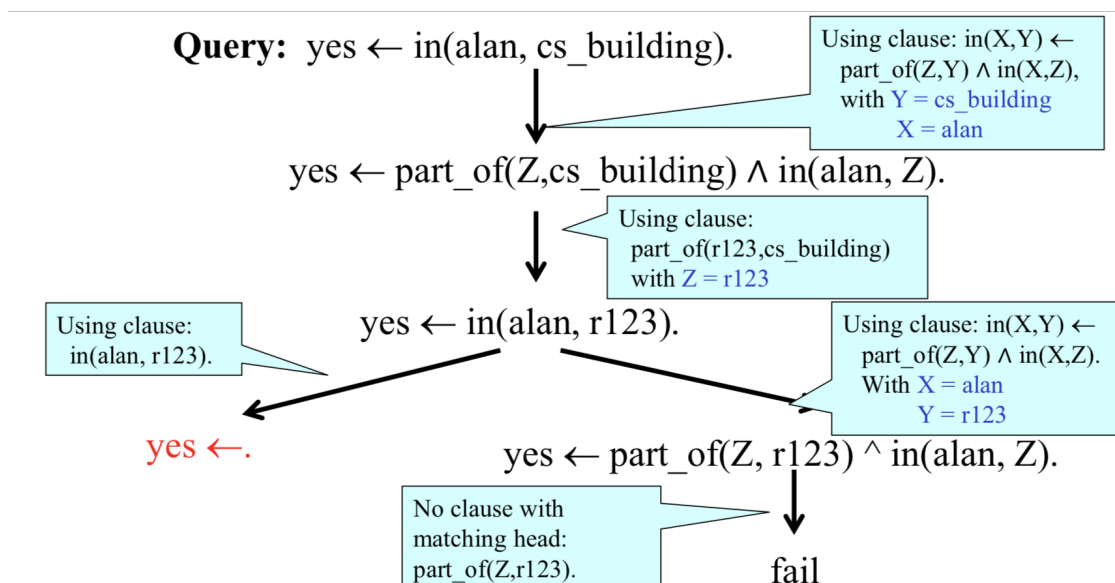 Query: yes ← in(alan, cs_building).
Using clause: in(X,Y) ←
part_of(Z,Y) ∧ in(X,Z),
with Y = cs_building
X = alan
yes ← part_of(Z,cs_building) ∧ in(alan, Z).
Using clause:
part_of(r123,cs_building)
with Z = r123
yes ← in(alan, r123).
Using clause:
in(alan, r123).
Using clause: in(X,Y) ←
part_of(Z,Y) ∧ in(X,Z).
With X = alan
Y = r123
yes ←.
yes ← part_of(Z, r123) ^ in(alan, Z).
No clause with
matching head:
part_of(Z,r123).
fail